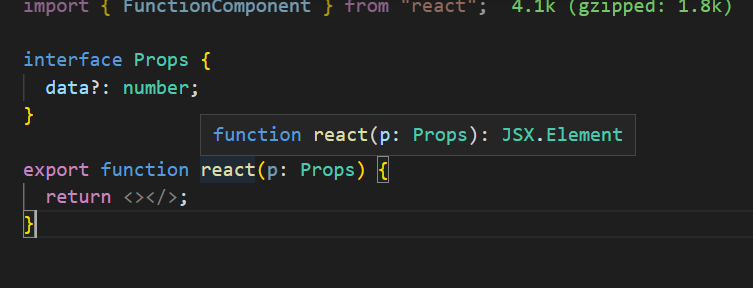 import { FunctionComponent } from "react";  4.1k (gzipped: 1.8k)
interface Props {
  data?: number;
}
function react(p: Props): JSX.Element
export function react(p: Props) {
  return <></>;
}